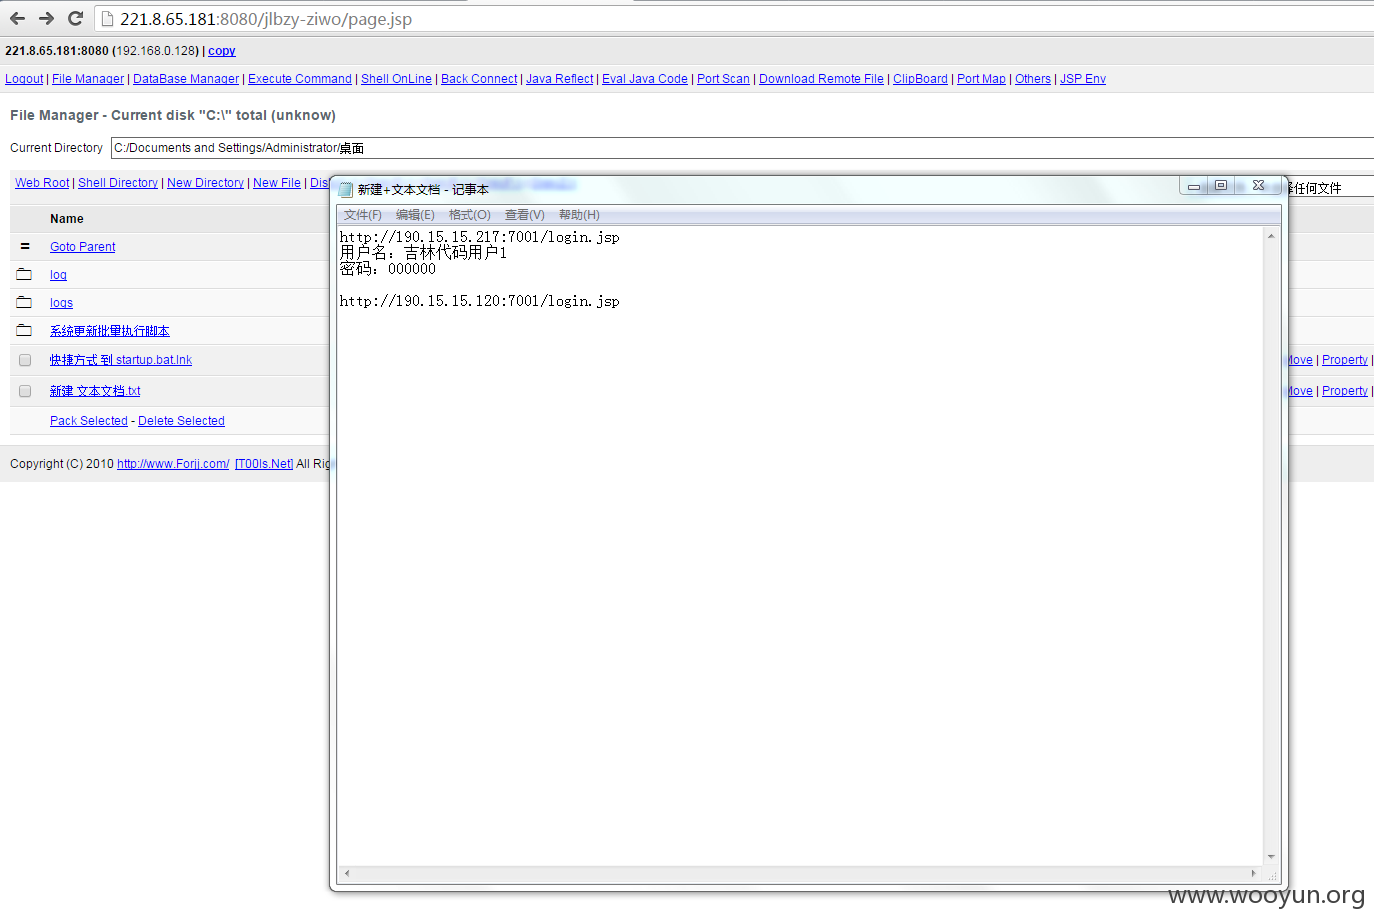 221.8.65.181:8080/jlbzy-ziwo/page.jsp
221.8.65.181:8080 (192.168.0.128) | copy
Logout | File Manager | DataBase Manager | Execute Command | Shell OnLine | Back Connect | Java Reflect | Eval Java Code | Port Scan | Download Remote File | ClipBoard | Port Map | Others | JSP Env
File Manager - Current disk "C:\" total (unknow)
Current Directory C:/Documents and Settings/Administrator/桌面
Web Root | Shell Directory | New Directory | New File | Dis
任何文件
Name
= Goto Parent
log
logs
系统更新批量执行脚本
快捷方式 到 startup.bat.lnk
Move | Property |
新建 文本文档.txt
Move | Property |
Pack Selected - Delete Selected
Copyright (C) 2010 http://www.Forjj.com/ [T00ls.Net] All Rig
新建+文本文档 - 记事本
文件(F) 编辑(E) 格式(O) 查看(V) 帮助(H)
http://190.15.15.217:7001/login.jsp
用户名：吉林代码用户1
密码：000000
http://190.15.15.120:7001/login.jsp
www.wooyun.org